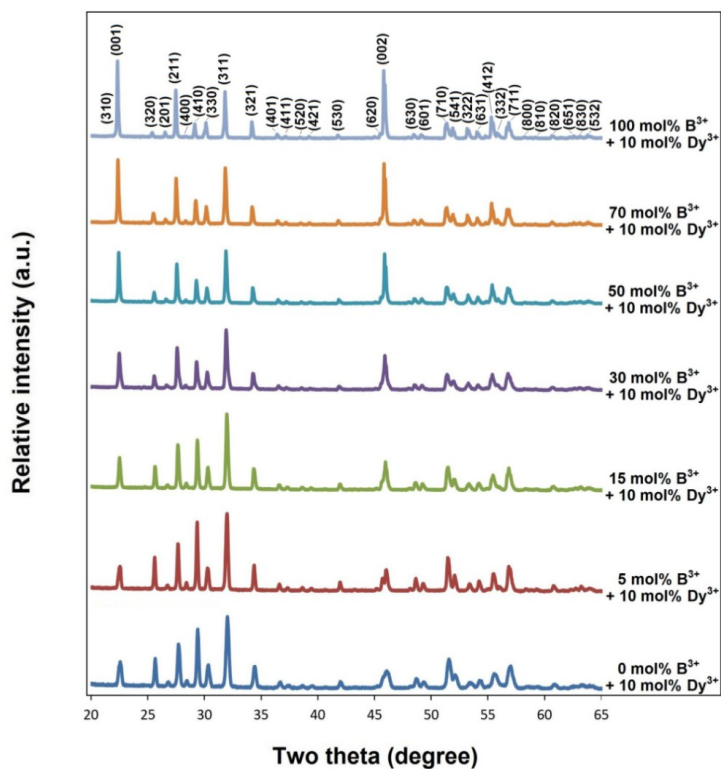 (310)
(001)
(320)
(201)
(211)
(400)
(410)
(330)
(311)
(321)
(401)
(411)
(520)
(421)
(530)
(620)
(002)
(630)
(601)
(710)
(541)
(322)
(631)
(412)
(332)
(711)
(800)
(810)
(820)
(651)
(830)
(532)
100 mol% B³⁺
+ 10 mol% Dy³⁺
70 mol% B³⁺
+ 10 mol% Dy³⁺
50 mol% B³⁺
+ 10 mol% Dy³⁺
30 mol% B³⁺
+ 10 mol% Dy³⁺
15 mol% B³⁺
+ 10 mol% Dy³⁺
5 mol% B³⁺
+ 10 mol% Dy³⁺
0 mol% B³⁺
+ 10 mol% Dy³⁺
Relative intensity (a.u.)
20 25 30 35 40 45 50 55 60 65
Two theta (degree)